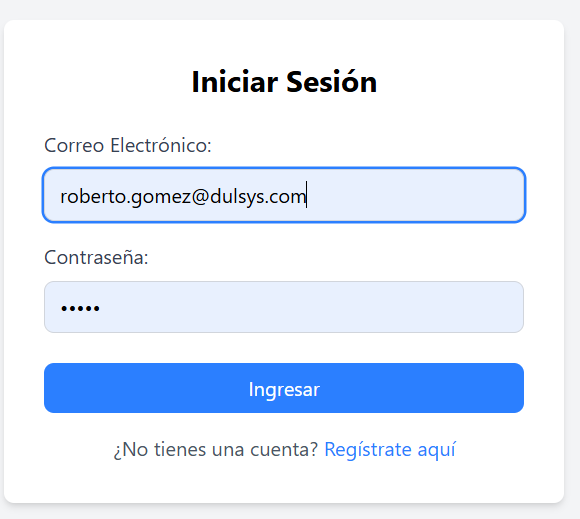 Iniciar Sesión
Correo Electrónico:
roberto.gomez@dulsys.com
Contraseña:
•••••
Ingresar
¿No tienes una cuenta? Regístrate aquí